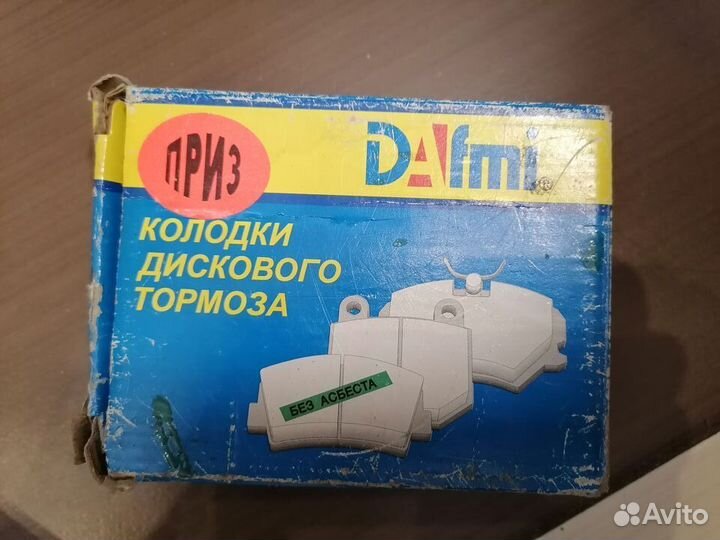 ПРИЗ
DAfmi®
КОЛОДКИ
ДИСКОВОГО
ТОРМОЗА
БЕЗ АСБЕСТА
Avito